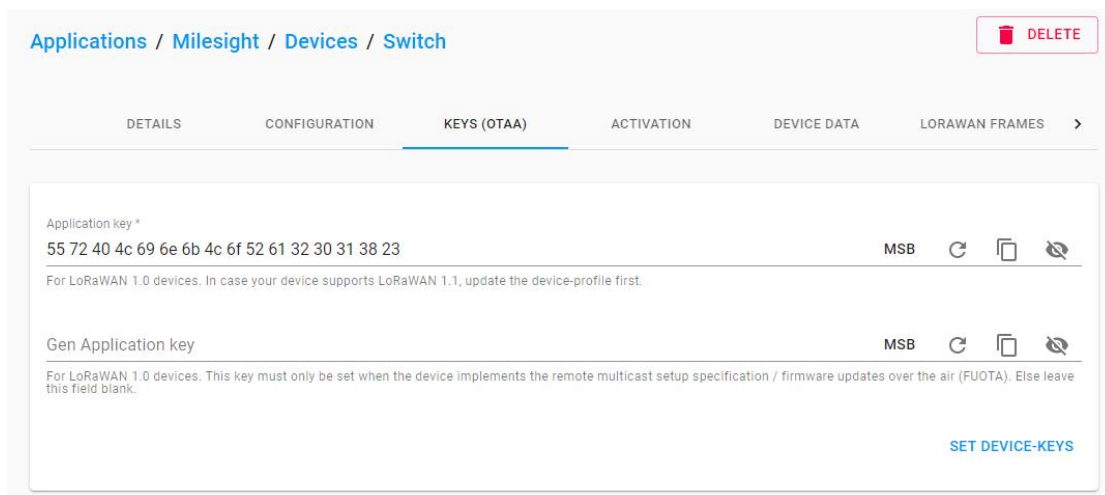 Applications / Milesight / Devices / Switch
DELETE
DETAILS CONFIGURATION KEYS (OTAA) ACTIVATION DEVICE DATA LORAWAN FRAMES
Application key *
55 72 40 4c 69 6e 6b 4c 6f 52 61 32 30 31 38 23 MSB
For LoRaWAN 1.0 devices. In case your device supports LoRaWAN 1.1, update the device-profile first.
Gen Application key MSB
For LoRaWAN 1.0 devices. This key must only be set when the device implements the remote multicast setup specification / firmware updates over the air (FUOTA). Else leave
this field blank.
SET DEVICE-KEYS